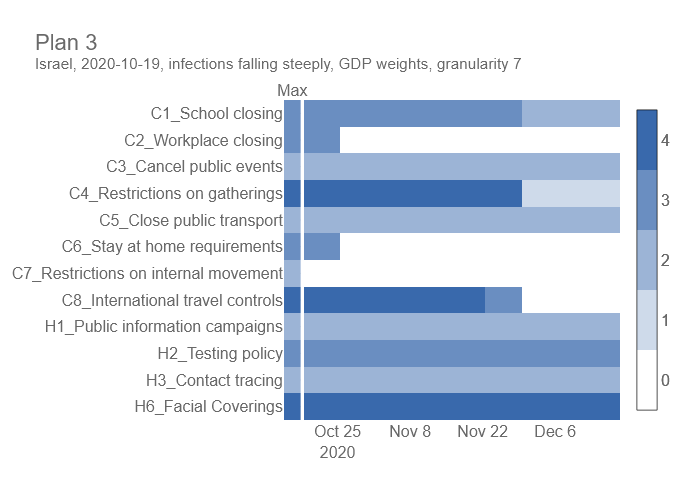 Plan 3
Israel, 2020-10-19, infections falling steeply, GDP weights, granularity 7
Max
C1_School closing
C2_Workplace closing
C3_Cancel public events
C4_Restrictions on gatherings
C5_Close public transport
C6_Stay at home requirements
C7_Restrictions on internal movement
C8_International travel controls
H1_Public information campaigns
H2_Testing policy
H3_Contact tracing
H6_Facial Coverings
4
3
2
1
0
Oct 25 Nov 8 Nov 22 Dec 6
2020